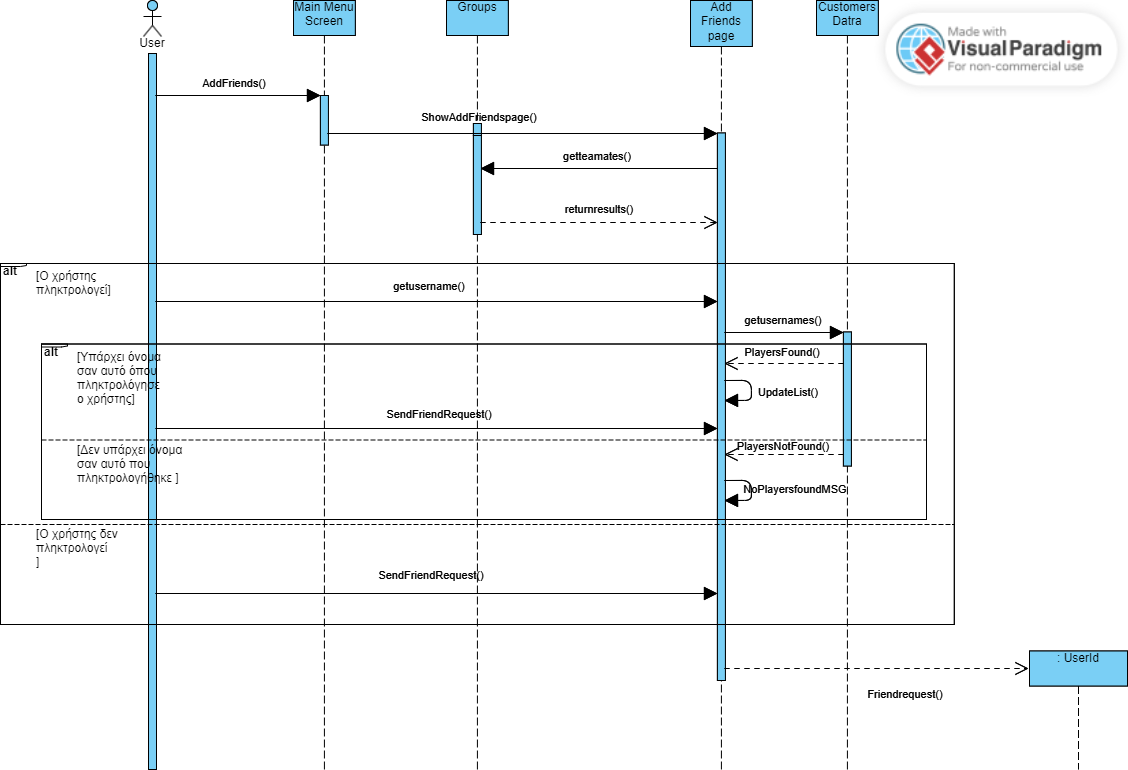 Main Menu
Screen
Groups
Add
Friends
page
Customers
Datra
Made with
VisualParadigm
For non-commercial use
User
AddFriends()
ShowAddFriendspage()
getteamates()
returnresults()
alt
[Ο χρήστης
πληκτρολογεί]
getusername()
getusernames()
alt
[Υπάρχει όνομα
σαν αυτό όπου
πληκτρολόγησε
ο χρήστης]
PlayersFound()
UpdateList()
SendFriendRequest()
[Δεν υπάρχει όνομα
σαν αυτό που
πληκτρολογήθηκε ]
PlayersNotFound()
NoPlayersfoundMSG
[Ο χρήστης δεν
πληκτρολογεί
]
SendFriendRequest()
: UserId
Friendrequest()